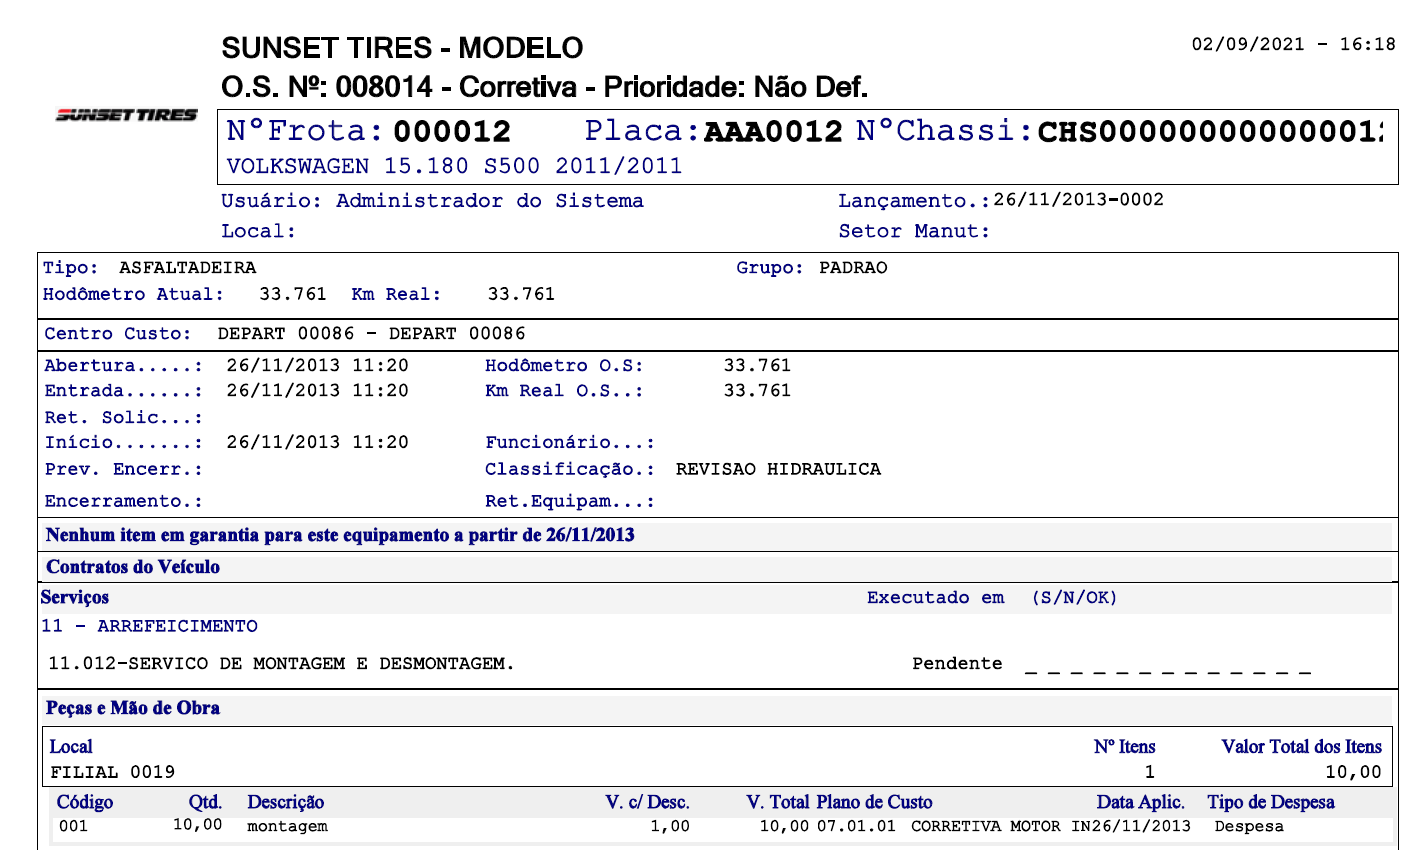 SUNSET TIRES - MODELO
02/09/2021 - 16:18
O.S. Nº: 008014 - Corretiva - Prioridade: Não Def.
SUNSET TIRES
NºFrota: 000012 Placa: AAA0012 NºChassi: CHS0000000000001
VOLKSWAGEN 15.180 S500 2011/2011
Usuário: Administrador do Sistema Lançamento.: 26/11/2013-0002
Local: Setor Manut:
Tipo: ASFALTADEIRA Grupo: PADRAO
Hodômetro Atual: 33.761 Km Real: 33.761
Centro Custo: DEPART 00086 - DEPART 00086
Abertura.....: 26/11/2013 11:20 Hodômetro O.S: 33.761
Entrada......: 26/11/2013 11:20 Km Real O.S..: 33.761
Ret. Solic...:
Início.......: 26/11/2013 11:20 Funcionário...:
Prev. Encerr.: Classificação.: REVISAO HIDRAULICA
Encerramento.: Ret.Equipam...:
Nenhum item em garantia para este equipamento a partir de 26/11/2013
Contratos do Veículo
Serviços Executado em (S/N/OK)
11 - ARREFEICIMENTO
11.012-SERVICO DE MONTAGEM E DESMONTAGEM. Pendente _ _ _ _ _ _ _ _ _ _ _ _ _
Peças e Mão de Obra
Local Nº Itens Valor Total dos Itens
FILIAL 0019 1 10,00
Código Qtd. Descrição V. c/ Desc. V. Total Plano de Custo Data Aplic. Tipo de Despesa
001 10,00 montagem 1,00 10,00 07.01.01 CORRETIVA MOTOR IN26/11/2013 Despesa